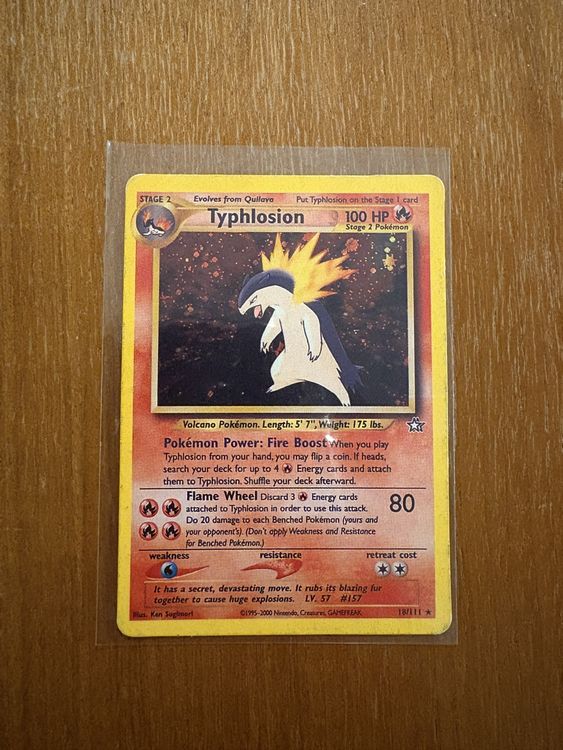 STAGE 2 Evolves from Quilava Put Typhlosion on the Stage 1 card
Typhlosion 100 HP
Stage 2 Pokémon
Volcano Pokémon. Length: 5' 7", Weight: 175 lbs.
Pokémon Power: Fire Boost When you play
Typhlosion from your hand, you may flip a coin. If heads,
search your deck for up to 4 Energy cards and attach
them to Typhlosion. Shuffle your deck afterward.
Flame Wheel Discard 3 Energy cards
attached to Typhlosion in order to use this attack. 80
Do 20 damage to each Benched Pokémon (yours and
your opponent's). (Don't apply Weakness and Resistance
for Benched Pokémon.)
weakness resistance retreat cost
It has a secret, devastating move. It rubs its blazing fur
together to cause huge explosions. LV. 57 #157
Illus. Ken Sugimori ©1995-2000 Nintendo, Creatures, GAMEFREAK. 18/111